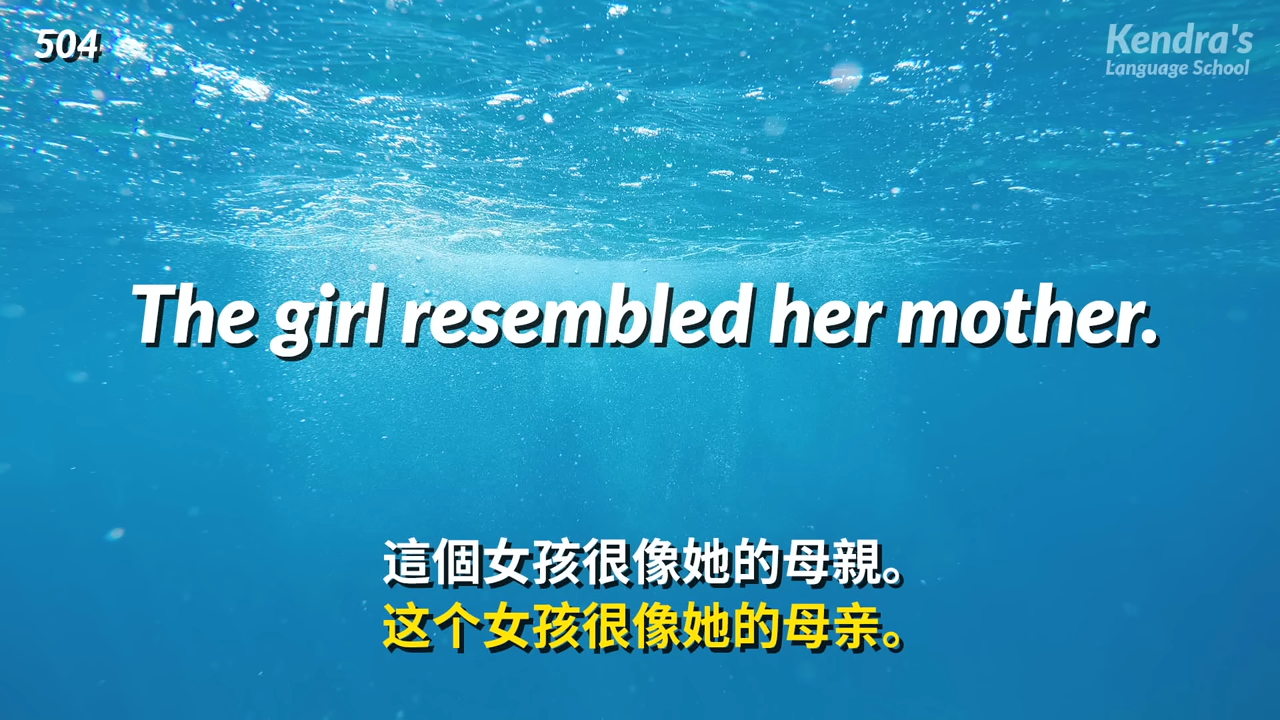 504
Kendra's
Language School
The girl resembled her mother.
這個女孩很像她的母親。
这个女孩很像她的母亲。